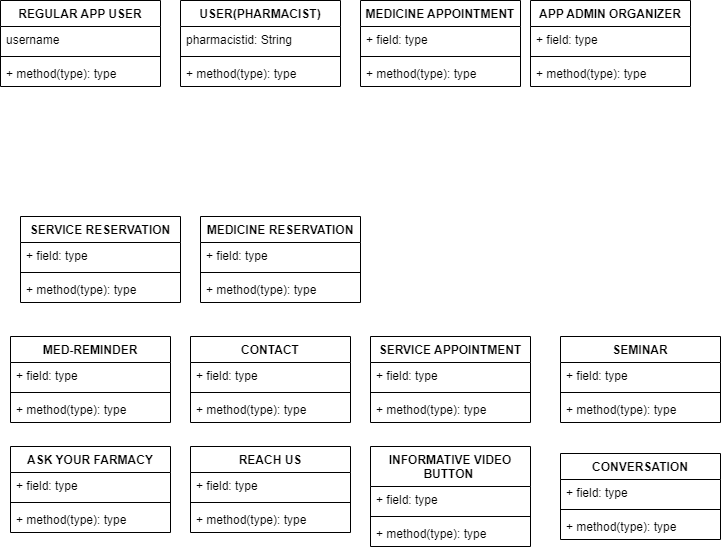 REGULAR APP USER
username
+ method(type): type
USER(PHARMACIST)
pharmacistid: String
+ method(type): type
MEDICINE APPOINTMENT
+ field: type
+ method(type): type
APP ADMIN ORGANIZER
+ field: type
+ method(type): type
SERVICE RESERVATION
+ field: type
+ method(type): type
MEDICINE RESERVATION
+ field: type
+ method(type): type
MED-REMINDER
+ field: type
+ method(type): type
CONTACT
+ field: type
+ method(type): type
SERVICE APPOINTMENT
+ field: type
+ method(type): type
SEMINAR
+ field: type
+ method(type): type
ASK YOUR FARMACY
+ field: type
+ method(type): type
REACH US
+ field: type
+ method(type): type
INFORMATIVE VIDEO
BUTTON
+ field: type
+ method(type): type
CONVERSATION
+ field: type
+ method(type): type